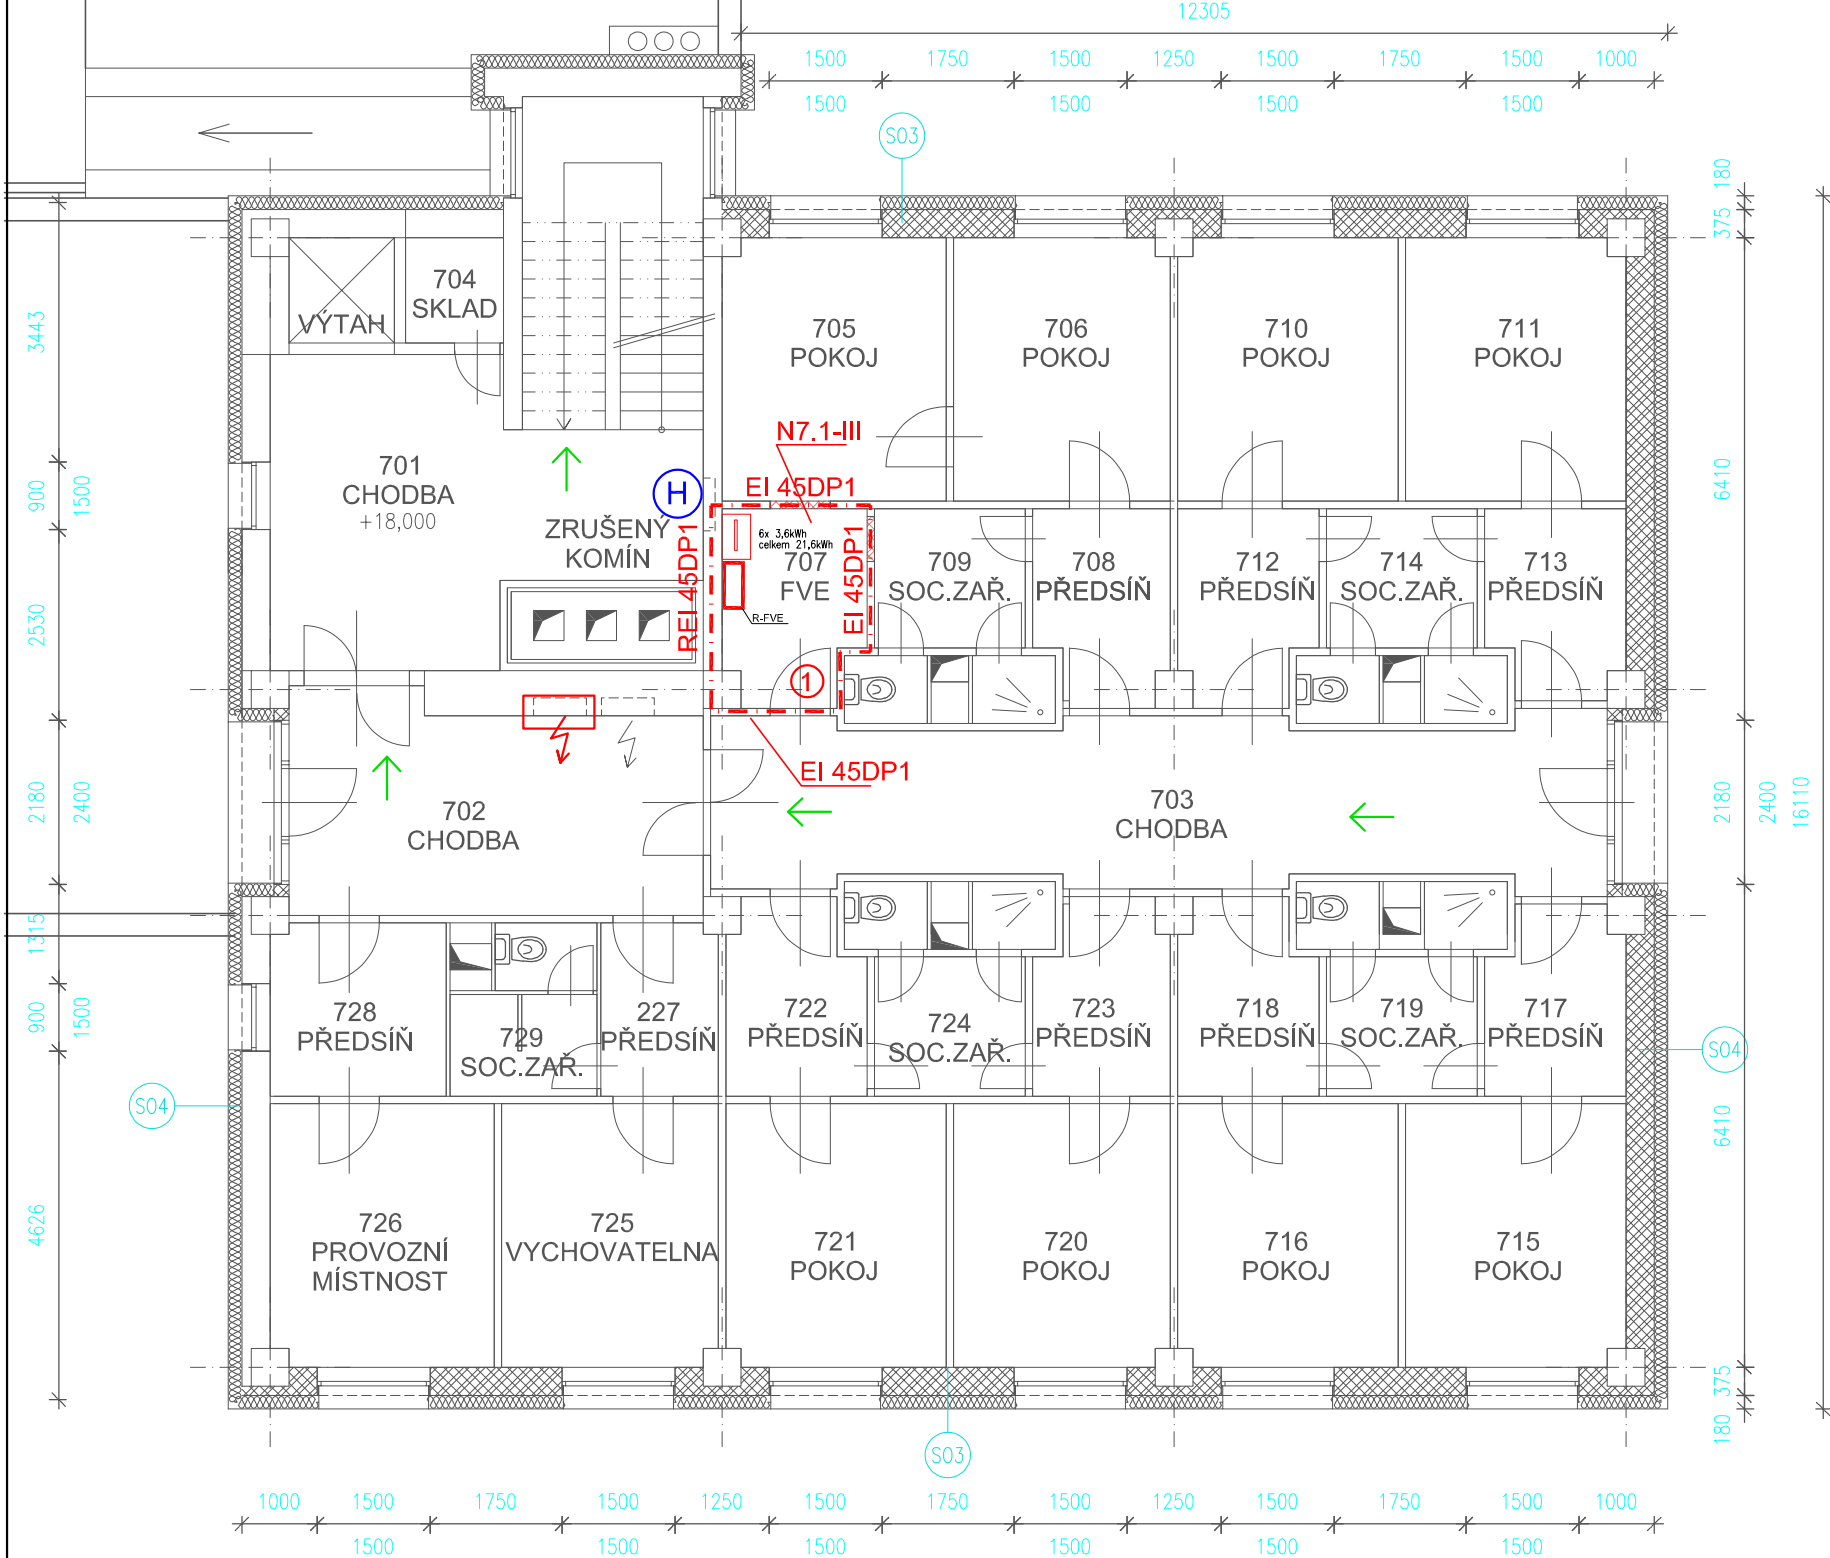 12305
1500 1750 1500 1250 1500 1750 1500 1000
1500 1500 1500 1500
S03
180
375
3443
704
SKLAD
VÝTAH
705
POKOJ
706
POKOJ
710
POKOJ
711
POKOJ
N7.1-III
701
CHODBA
+18,000
900
1500
6410
H
EI 45DP1
ZRUŠENÝ
KOMÍN
REI 45DP1
6x 3,6kWh
celkem 21,6kWh
707
FVE
R-FVE
EI 45DP1
709
SOC.ZAŘ.
708
PŘEDSÍŇ
712
PŘEDSÍŇ
714
SOC.ZAŘ.
713
PŘEDSÍŇ
2530
1
EI 45DP1
702
CHODBA
703
CHODBA
2180
2400
2180
2400
16110
1315
900
1500
728
PŘEDSÍŇ
729
SOC.ZAŘ.
227
PŘEDSÍŇ
722
PŘEDSÍŇ
724
SOC.ZAŘ.
723
PŘEDSÍŇ
718
PŘEDSÍŇ
719
SOC.ZAŘ.
717
PŘEDSÍŇ
S04
S04
6410
4626
726
PROVOZNÍ
MÍSTNOST
725
VYCHOVATELNA
721
POKOJ
720
POKOJ
716
POKOJ
715
POKOJ
375
180
S03
1000 1500 1750 1500 1250 1500 1750 1500 1250 1500 1750 1500 1000
1500 1500 1500 1500 1500 1500